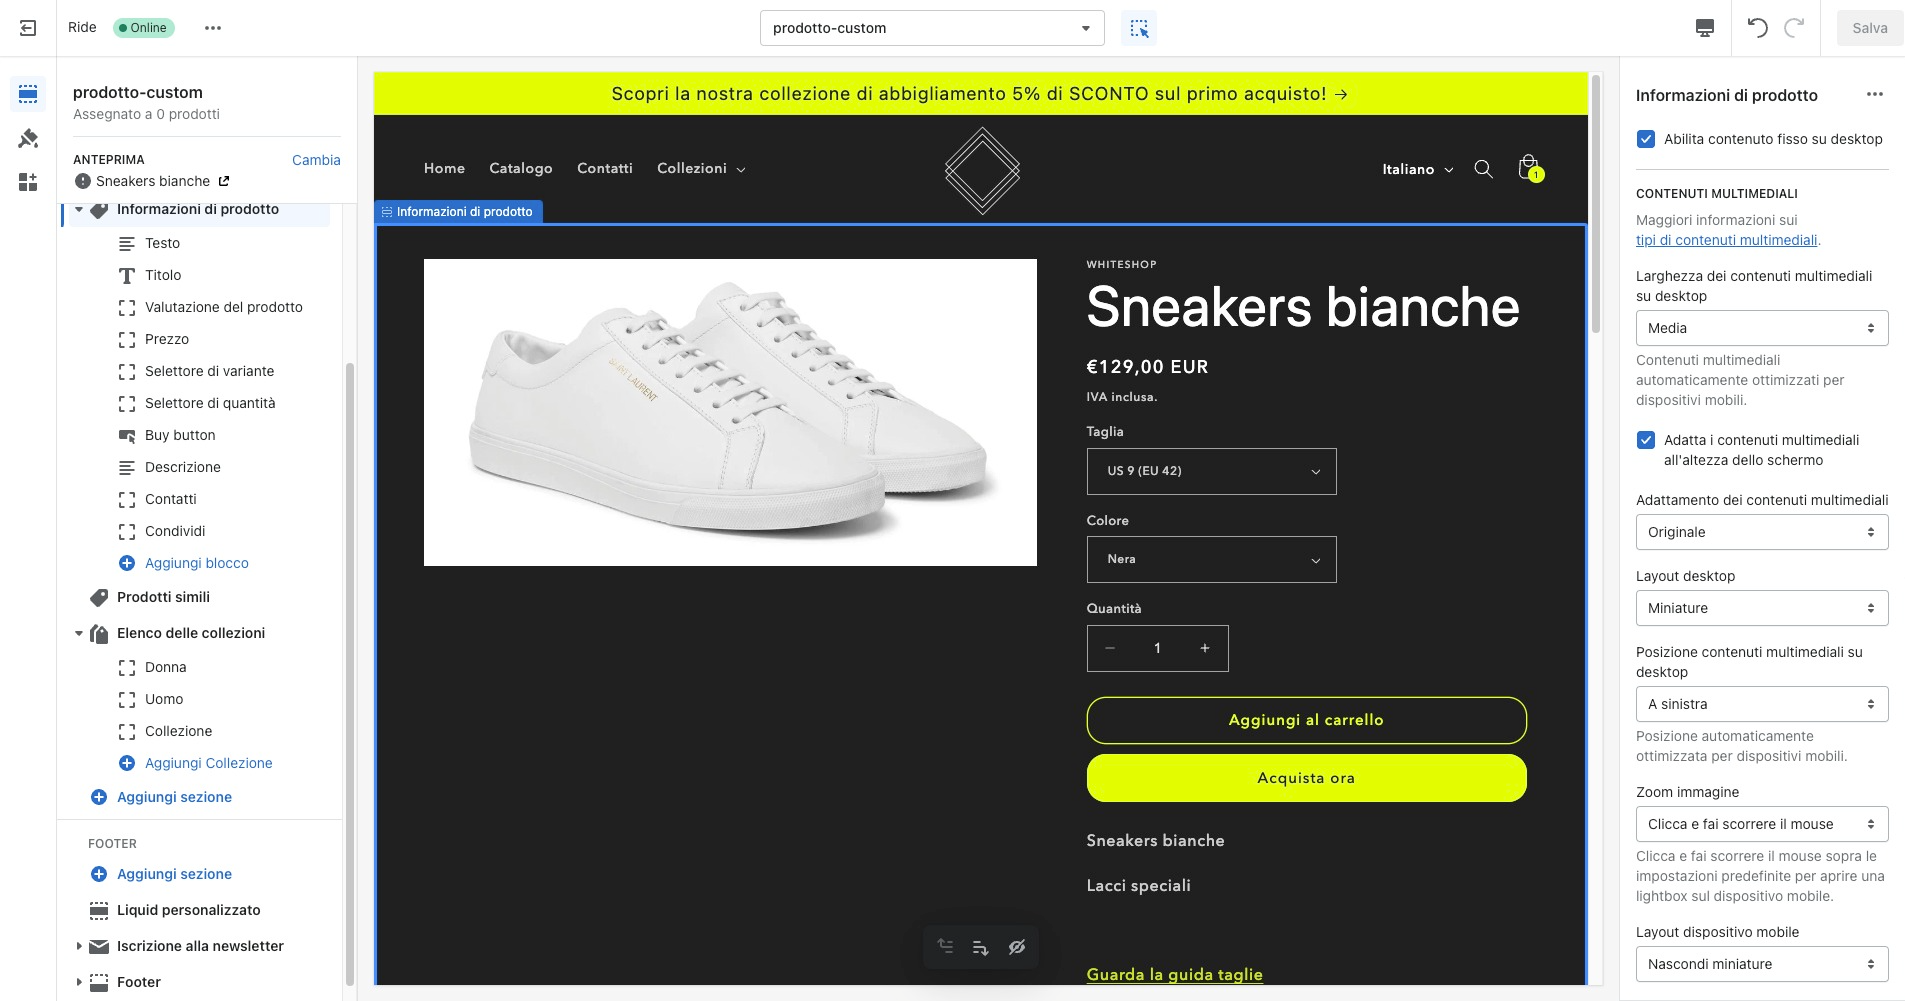 Ride
Online
prodotto-custom
Salva
prodotto-custom
Assegnato a 0 prodotti
ANTEPRIMA
Cambia
Sneakers bianche
Informazioni di prodotto
Testo
Titolo
Valutazione del prodotto
Prezzo
Selettore di variante
Selettore di quantità
Buy button
Descrizione
Contatti
Condividi
Aggiungi blocco
Prodotti simili
Elenco delle collezioni
Donna
Uomo
Collezione
Aggiungi Collezione
Aggiungi sezione
FOOTER
Aggiungi sezione
Liquid personalizzato
Iscrizione alla newsletter
Footer
Scopri la nostra collezione di abbigliamento 5% di SCONTO sul primo acquisto! →
Home Catalogo Contatti Collezioni
Italiano
1
Informazioni di prodotto
SAINT LAURENT
WHITESHOP
Sneakers bianche
€129,00 EUR
IVA inclusa.
Taglia
US 9 (EU 42)
Colore
Nera
Quantità
− 1 +
Aggiungi al carrello
Acquista ora
Sneakers bianche
Lacci speciali
Guarda la guida taglie
Informazioni di prodotto
Abilita contenuto fisso su desktop
CONTENUTI MULTIMEDIALI
Maggiori informazioni sui
tipi di contenuti multimediali.
Larghezza dei contenuti multimediali
su desktop
Media
Contenuti multimediali
automaticamente ottimizzati per
dispositivi mobili.
Adatta i contenuti multimediali
all'altezza dello schermo
Adattamento dei contenuti multimediali
Originale
Layout desktop
Miniature
Posizione contenuti multimediali su
desktop
A sinistra
Posizione automaticamente
ottimizzata per dispositivi mobili.
Zoom immagine
Clicca e fai scorrere il mouse
Clicca e fai scorrere il mouse sopra le
impostazioni predefinite per aprire una
lightbox sul dispositivo mobile.
Layout dispositivo mobile
Nascondi miniature